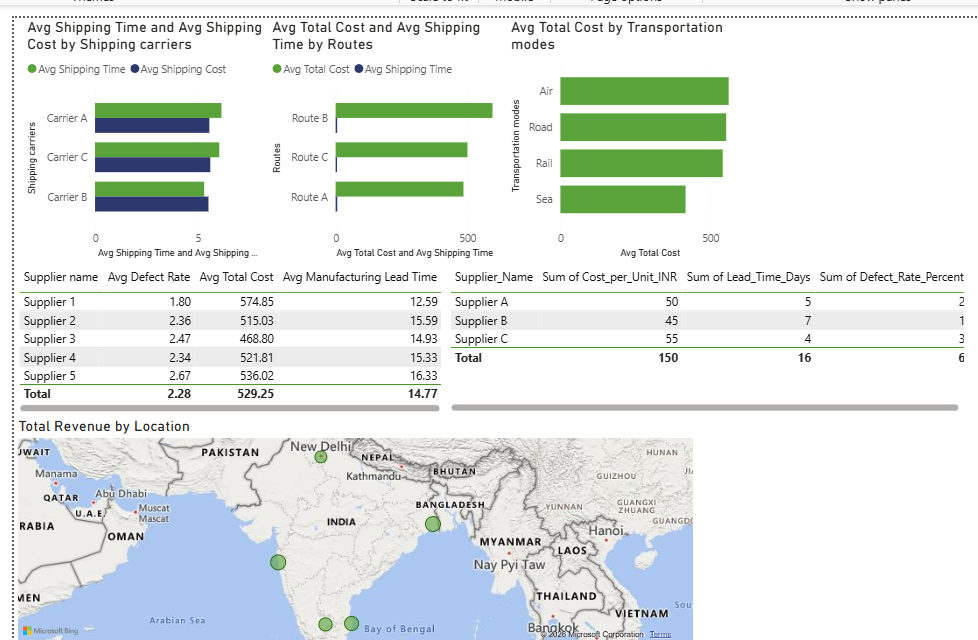 Avg Shipping Time and Avg Shipping
Cost by Shipping carriers
Avg Shipping Time Avg Shipping Cost
Shipping carriers
Carrier A
Carrier C
Carrier B
0 5
Avg Shipping Time and Avg Shipping ...
Avg Total Cost and Avg Shipping
Time by Routes
Avg Total Cost Avg Shipping Time
Routes
Route B
Route C
Route A
0 500
Avg Total Cost and Avg Shipping Time
Avg Total Cost by Transportation
modes
Transportation modes
Air
Road
Rail
Sea
0 500
Avg Total Cost
Supplier name Avg Defect Rate Avg Total Cost Avg Manufacturing Lead Time
Supplier 1 1.80 574.85 12.59
Supplier 2 2.36 515.03 15.59
Supplier 3 2.47 468.80 14.93
Supplier 4 2.34 521.81 15.33
Supplier 5 2.67 536.02 16.33
Total 2.28 529.25 14.77
Supplier_Name Sum of Cost_per_Unit_INR Sum of Lead_Time_Days Sum of Defect_Rate_Percent
Supplier A 50 5 2
Supplier B 45 7 1
Supplier C 55 4 3
Total 150 16 6
Total Revenue by Location
New Delhi
PAKISTAN
NEPAL
HUNAN
Manama
Kathmandu
BHUTAN
GUIZHOU
QATAR
Abu Dhabi
U.A.E.
Muscat
Mascat
BANGLADESH
YUNNAN
GUANGXI
ZHUANG
INDIA
OMAN
MYANMAR
Hanoi
LAOS
Nay Pyi Taw
THAILAND
VIETNAM
Arabian Sea
Bay of Bengal
Bangkok
Microsoft Bing
© 2026 Microsoft Corporation Terms